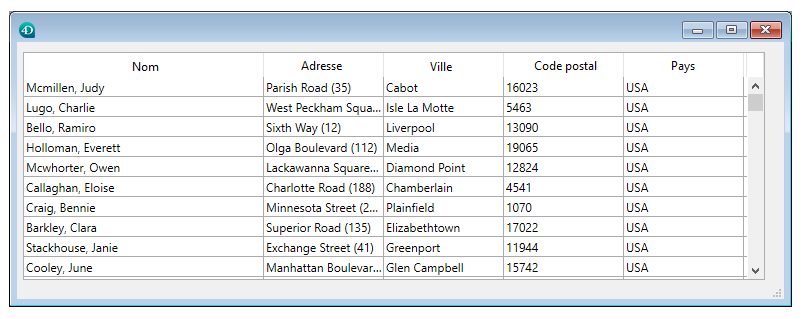 4D
Nom Adresse Ville Code postal Pays
Mcmillen, Judy Parish Road (35) Cabot 16023 USA
Lugo, Charlie West Peckham Squa... Isle La Motte 5463 USA
Bello, Ramiro Sixth Way (12) Liverpool 13090 USA
Holloman, Everett Olga Boulevard (112) Media 19065 USA
Mcwhorter, Owen Lackawanna Square... Diamond Point 12824 USA
Callaghan, Eloise Charlotte Road (188) Chamberlain 4541 USA
Craig, Bennie Minnesota Street (2... Plainfield 1070 USA
Barkley, Clara Superior Road (135) Elizabethtown 17022 USA
Stackhouse, Janie Exchange Street (41) Greenport 11944 USA
Cooley, June Manhattan Boulevar... Glen Campbell 15742 USA